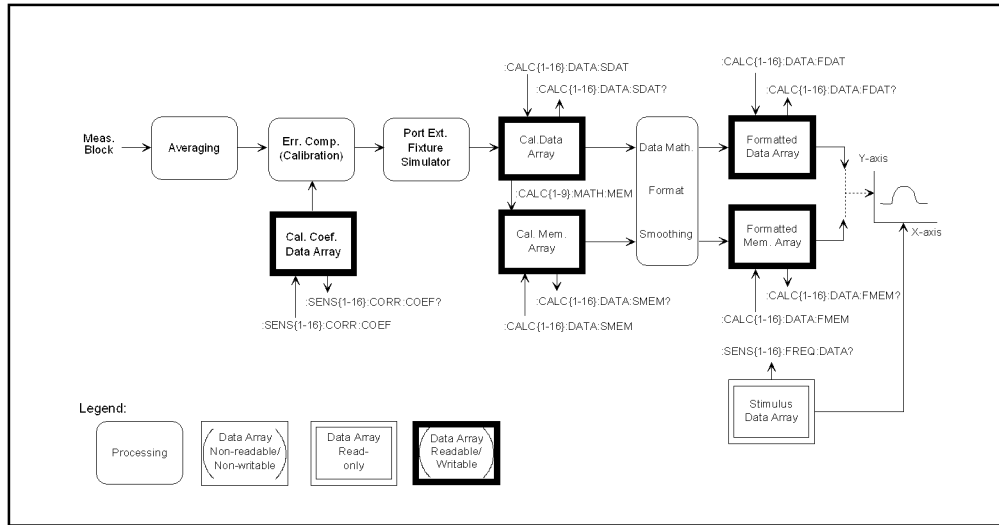 :CALC{1-16}:DATA:SDAT
:CALC{1-16}:DATA:SDAT?
:CALC{1-16}:DATA:FDAT
:CALC{1-16}:DATA:FDAT?
Meas.
Block
Averaging
Err. Comp.
(Calibration)
Port Ext.
Fixture
Simulator
Cal.Data
Array
Data Math.
Format
Smoothing
Formatted
Data Array
Y-axis
X-axis
:CALC{1-9}:MATH:MEM
Cal. Coef.
Data Array
Cal. Mem.
Array
Formatted
Mem. Array
:SENS{1-16}:CORR:COEF?
:SENS{1-16}:CORR:COEF
:CALC{1-16}:DATA:SMEM?
:CALC{1-16}:DATA:SMEM
:CALC{1-16}:DATA:FMEM?
:CALC{1-16}:DATA:FMEM
:SENS{1-16}:FREQ:DATA?
Stimulus
Data Array
Legend:
Processing
Data Array
Non-readable/
Non-writable
Data Array
Read-
only
Data Array
Readable/
Writable